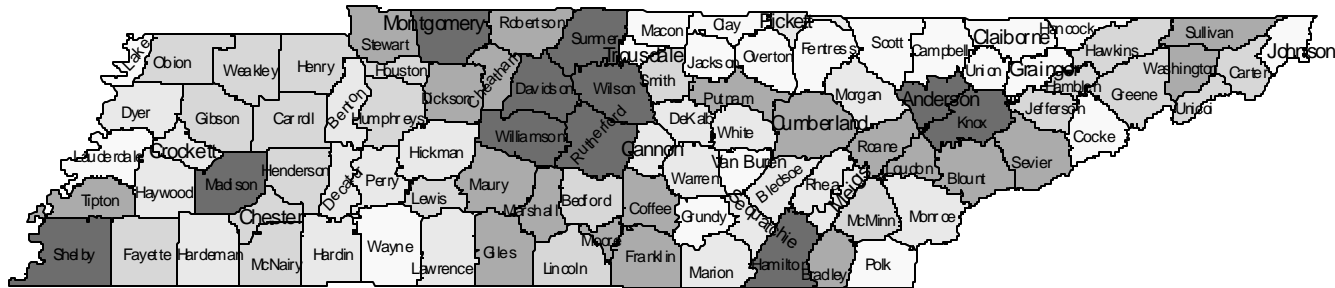 Lake
Obion
Weakley
Henry
Stewart
Montgomery
Robertson
Sumner
Macon
Clay
Pickett
Trousdale
Smith
Jackson
Overton
Fentress
Scott
Campbell
Claiborne
Hancock
Hawkins
Sullivan
Johnson
Houston
Cheatham
Davidson
Wilson
Putnam
Morgan
Anderson
Union
Grainger
Hamblen
Greene
Washington
Carter
Unicoi
Dyer
Gibson
Carroll
Benton
Humphreys
Dickson
Williamson
Rutherford
DeKalb
White
Cumberland
Knox
Jefferson
Cocke
Lauderdale
Crockett
Madison
Henderson
Decatur
Perry
Hickman
Maury
Cannon
Warren
Van Buren
Bledsoe
Rhea
Meigs
Roane
Loudon
Blount
Sevier
Tipton
Haywood
Chester
Lewis
Marshall
Bedford
Coffee
Grundy
Sequatchie
McMinn
Monroe
Shelby
Fayette
Hardeman
McNairy
Hardin
Wayne
Lawrence
Giles
Lincoln
Moore
Franklin
Marion
Hamilton
Bradley
Polk